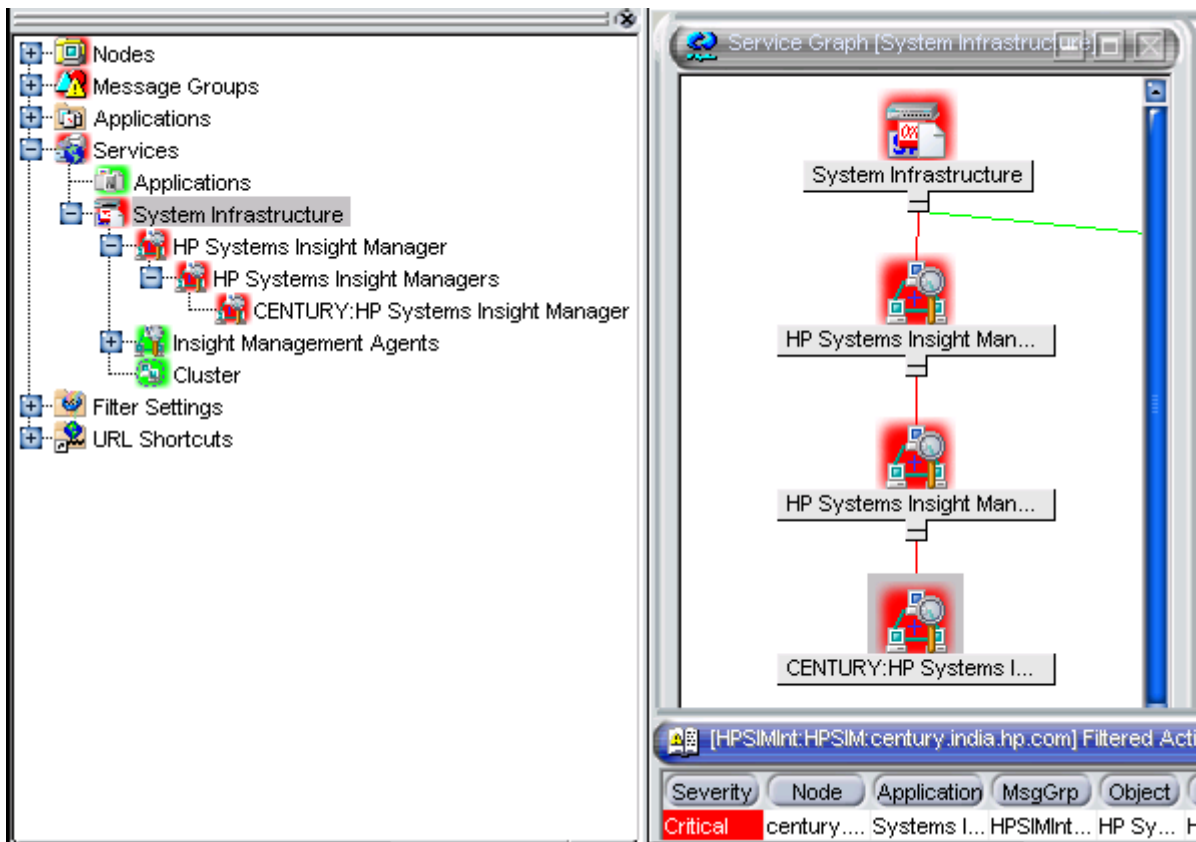 Nodes
Message Groups
Applications
Services
Applications
System Infrastructure
HP Systems Insight Manager
HP Systems Insight Managers
CENTURY:HP Systems Insight Manager
Insight Management Agents
Cluster
Filter Settings
URL Shortcuts
Service Graph [System Infrastructure]
System Infrastructure
HP Systems Insight Man...
HP Systems Insight Man...
CENTURY:HP Systems I...
[HPSIMInt:HPSIM:century.india.hp.com] Filtered Acti
Severity Node Application MsgGrp Object
Critical century.... Systems I... HPSIMInt... HP Sy... H